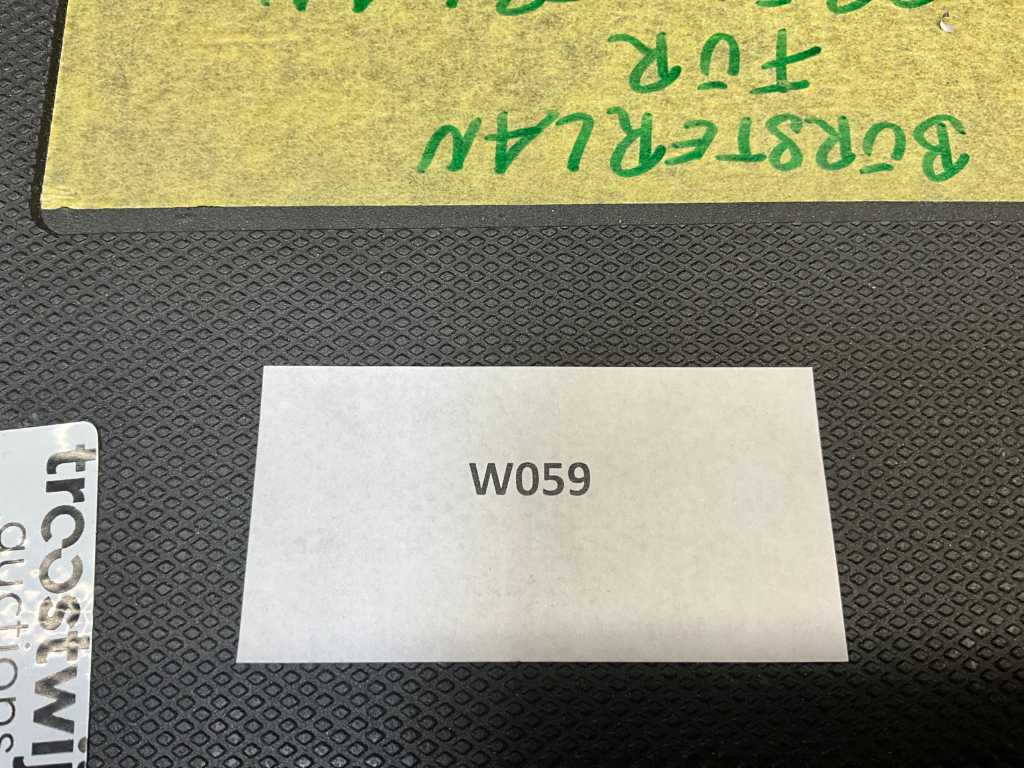 BÜRSTERLAN
FÜR
W059
troostwij
auctions